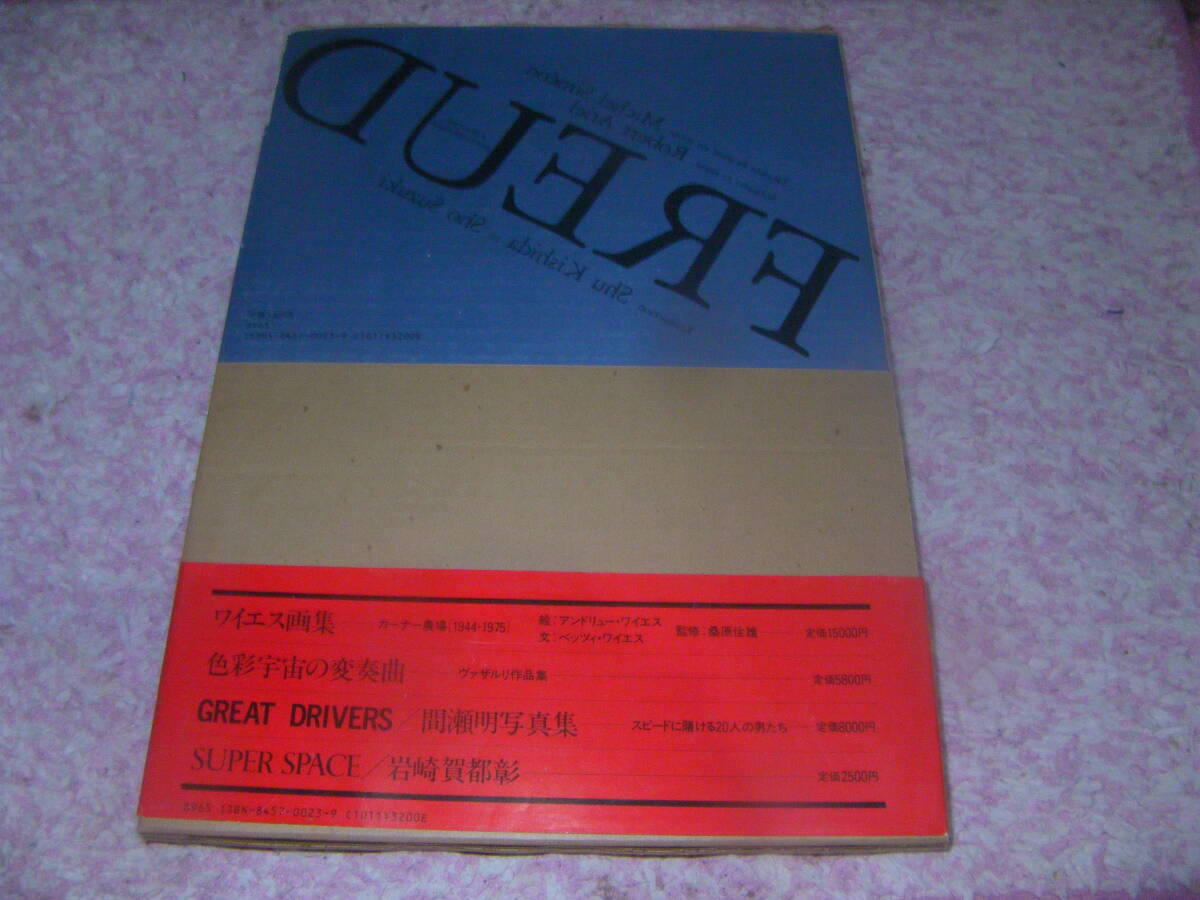 FREUD
Michel Siméon
Robert Ariel
Shu Kishida
Sho Suzuki
8965
ISBN4-8457-0023-9 C1011 ¥3200E
ワイエス画集 カーナー農場[1944-1975] 絵:アンドリュー・ワイエス 文:ベッツィ・ワイエス 監修:桑原住雄 定価15000円
色彩宇宙の変奏曲 ヴァザルリ作品集 定価5800円
GREAT DRIVERS/間瀬明写真集 スピードに賭ける20人の男たち 定価8000円
SUPER SPACE/岩崎賀都彰 定価2500円
8965 ISBN-8457-0023-9 C1011 ¥3200E